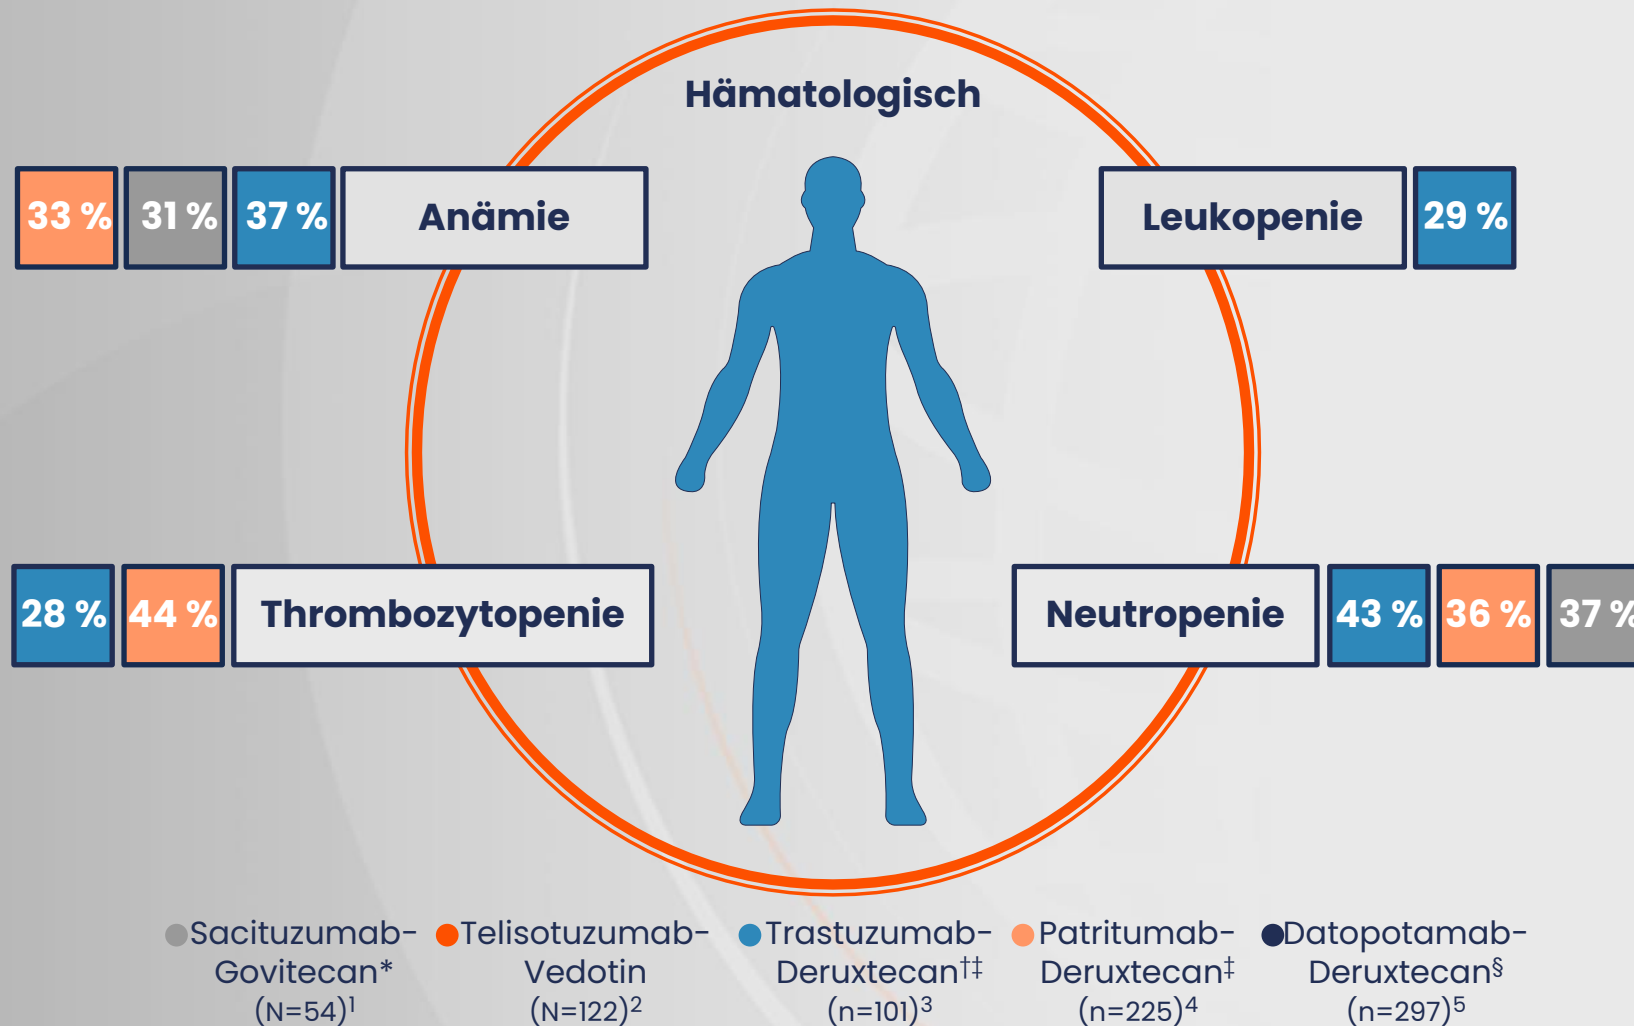 Hämatologisch
33 % 31 % 37 % Anämie
Leukopenie 29 %
28 % 44 % Thrombozytopenie
Neutropenie 43 % 36 % 37 %
Sacituzumab-
Govitecan*
(N=54)¹
Telisotuzumab-
Vedotin
(N=122)²
Trastuzumab-
Deruxtecan†‡
(n=101)³
Patritumab-
Deruxtecan‡
(n=225)⁴
Datopotamab-
Deruxtecan§
(n=297)⁵